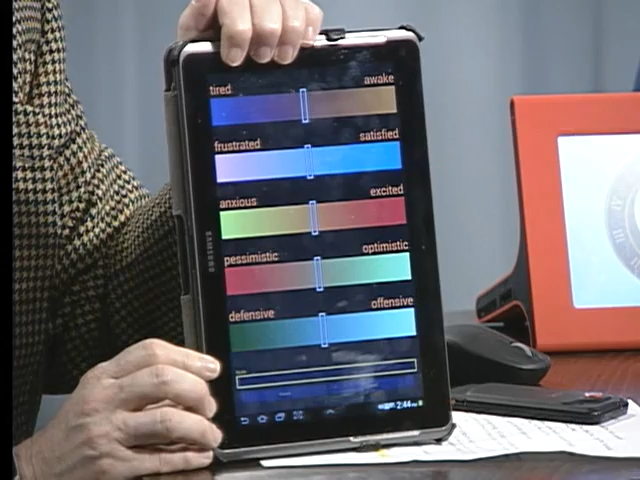 tired awake
frustrated satisfied
anxious excited
SAMSUNG
pessimistic optimistic
defensive offensive
2:44